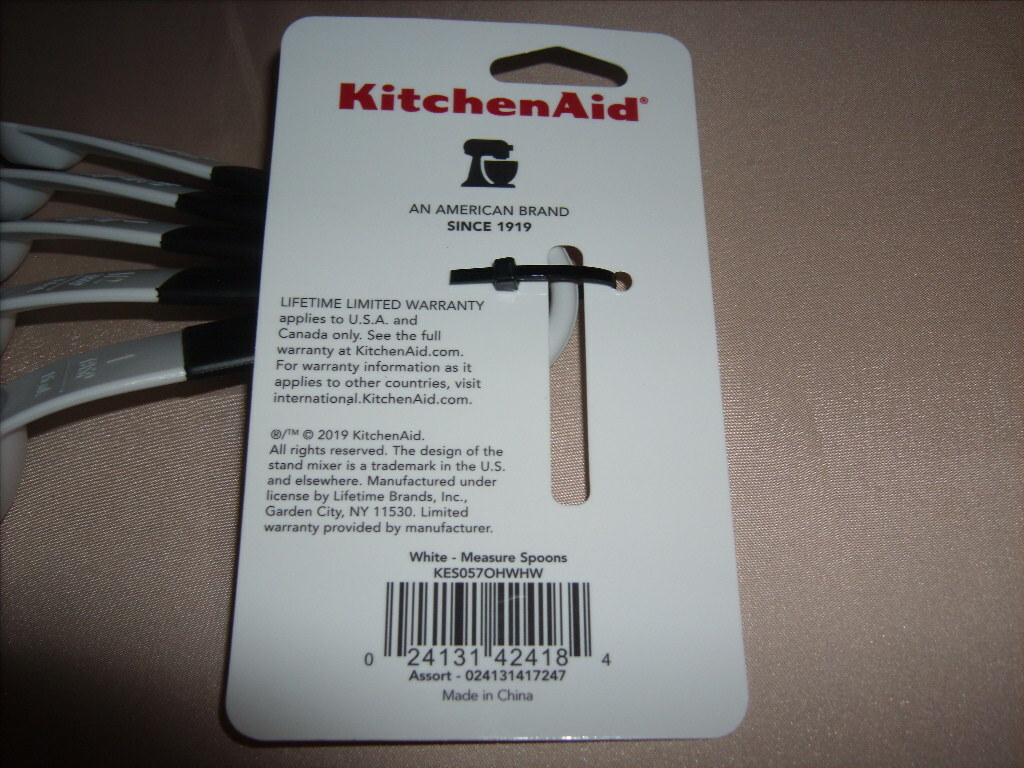 KitchenAid®
AN AMERICAN BRAND
SINCE 1919
LIFETIME LIMITED WARRANTY
applies to U.S.A. and
Canada only. See the full
warranty at KitchenAid.com.
For warranty information as it
applies to other countries, visit
international.KitchenAid.com.
®/™ © 2019 KitchenAid.
All rights reserved. The design of the
stand mixer is a trademark in the U.S.
and elsewhere. Manufactured under
license by Lifetime Brands, Inc.,
Garden City, NY 11530. Limited
warranty provided by manufacturer.
White - Measure Spoons
KES057OHWHW
0 24131 42418 4
Assort - 024131417247
Made in China